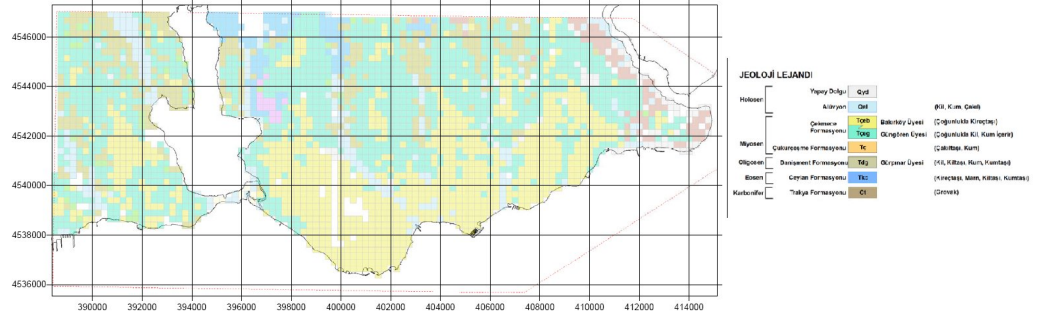 4546000
4544000
4542000
4540000
4538000
4536000
390000 392000 394000 396000 398000 400000 402000 404000 406000 408000 410000 412000 414000
JEOLOJİ LEJANDI
Holosen
Yapay Dolgu Qyd
Alüvyon Qal (Kil, Kum, Çakıl)
Miyosen
Çekmece Formasyonu
Tçeb Bakırköy Üyesi (Çoğunlukla Kireçtaşı)
Tçeg Güngören Üyesi (Çoğunlukla Kil, Kum İçerir)
Çukurçeşme Formasyonu Tc (Çakıltaşı, Kum)
Oligosen Danişment Formasyonu Tdg Gürpınar Üyesi (Kil, Kiltaşı, Kum, Kumtaşı)
Eosen Ceylan Formasyonu (Kireçtaşı, Marn, Kiltaşı, Kumtaşı)
Karbonifer Trakya Formasyonu Ct (Grovak)